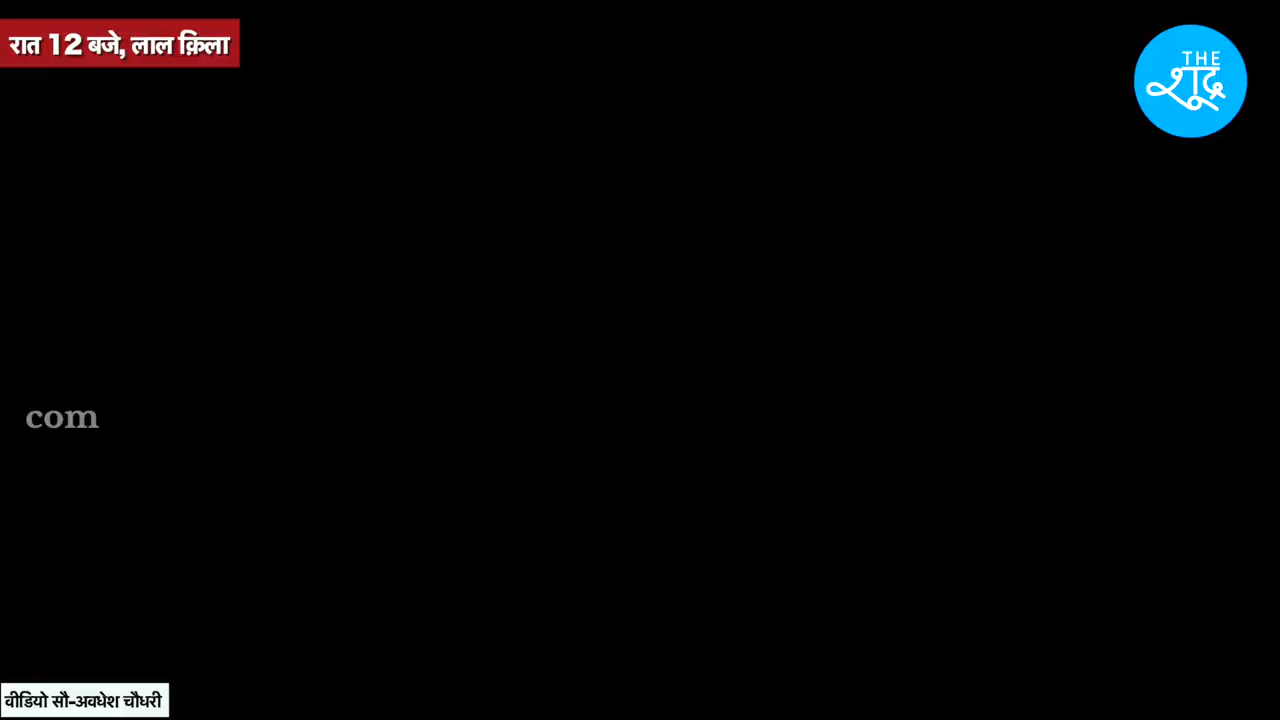 रात 12 बजे, लाल क़िला
THE
शूद्र
com
वीडियो सौ-अवधेश चौधरी